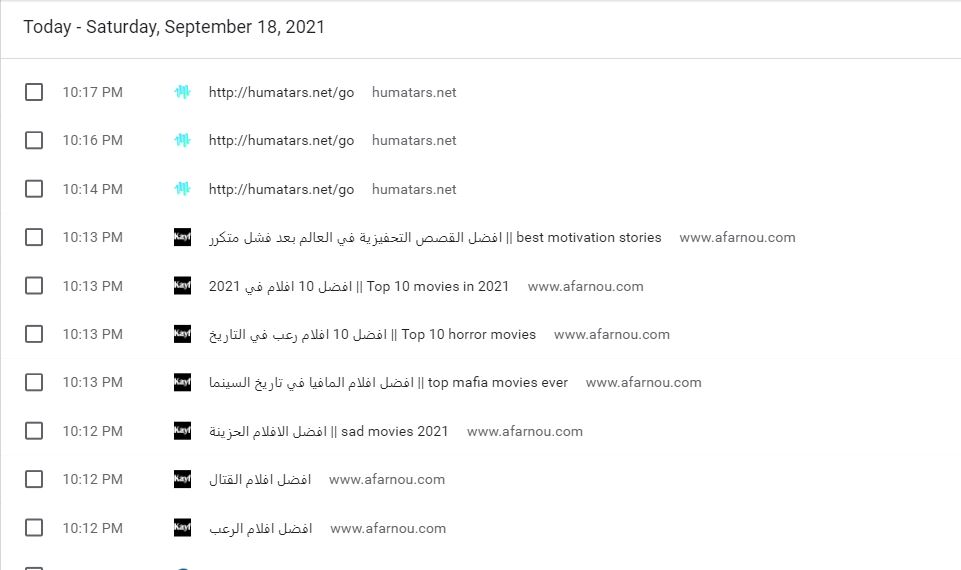 Today - Saturday, September 18, 2021
10:17 PM http://humatars.net/go humatars.net
10:16 PM http://humatars.net/go humatars.net
10:14 PM http://humatars.net/go humatars.net
10:13 PM Kayf افضل القصص التحفيزية في العالم بعد فشل متكرر || best motivation stories www.afarnou.com
10:13 PM Kayf افضل 10 افلام في 2021 || Top 10 movies in 2021 www.afarnou.com
10:13 PM Kayf افضل 10 افلام رعب في التاريخ || Top 10 horror movies www.afarnou.com
10:13 PM Kayf افضل افلام المافيا في تاريخ السينما || top mafia movies ever www.afarnou.com
10:12 PM Kayf افضل الافلام الحزينة || sad movies 2021 www.afarnou.com
10:12 PM Kayf افضل افلام القتال www.afarnou.com
10:12 PM Kayf افضل افلام الرعب www.afarnou.com